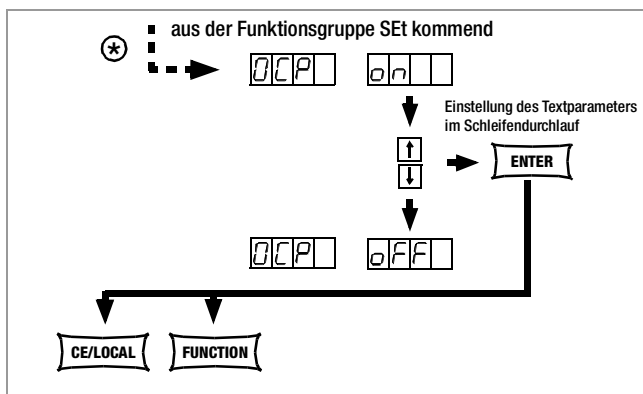 aus der Funktionsgruppe SEt kommend
OCP on
Einstellung des Textparameters
im Schleifendurchlauf
ENTER
OCP oFF
CE/LOCAL FUNCTION